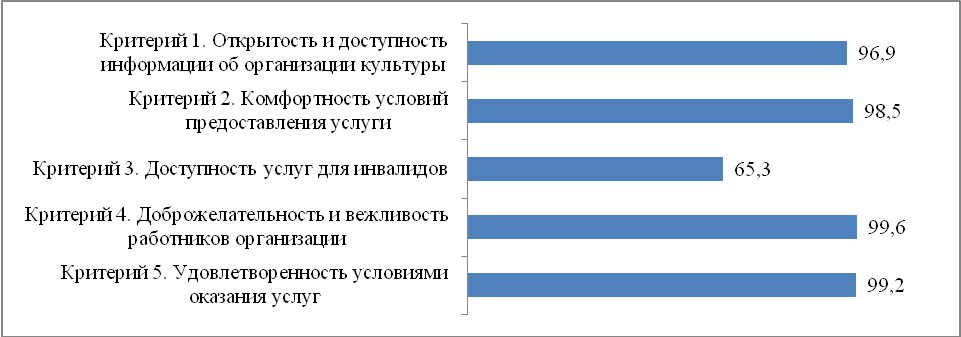 Критерий 1. Открытость и доступность
информации об организации культуры
96,9
Критерий 2. Комфортность условий
предоставления услуги
98,5
Критерий 3. Доступность услуг для инвалидов
65,3
Критерий 4. Доброжелательность и вежливость
работников организации
99,6
Критерий 5. Удовлетворенность условиями
оказания услуг
99,2